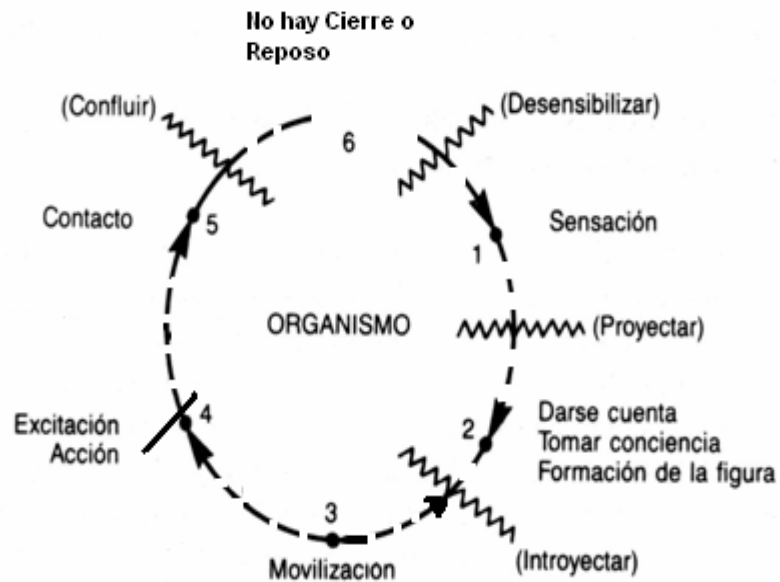 No hay Cierre o
Reposo
(Confluir)
(Desensibilizar)
6
Contacto
5
Sensación
1
ORGANISMO
(Proyectar)
Excitación
Acción
4
2
Darse cuenta
Tomar conciencia
Formación de la figura
3
Movilización
(Introyectar)